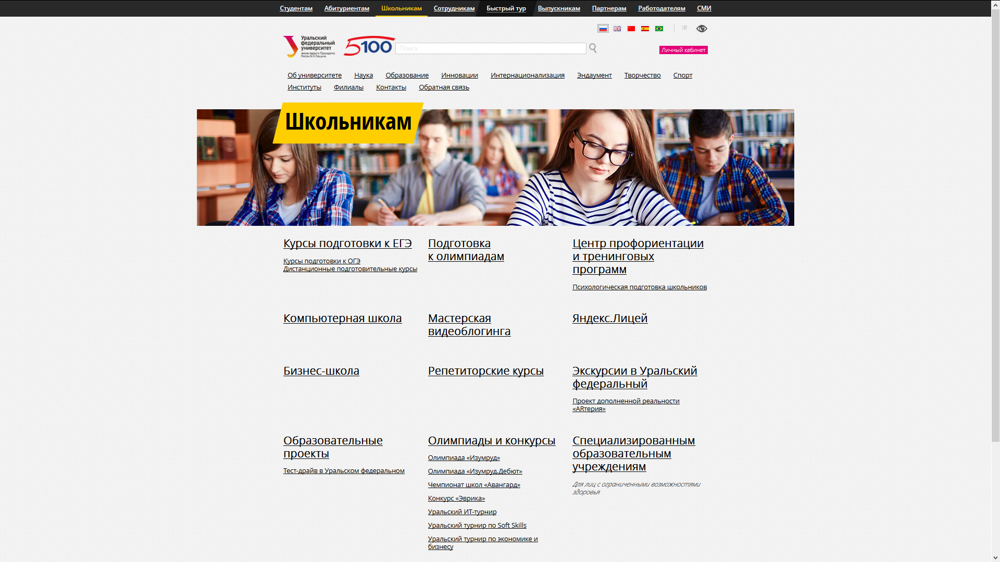 Студентам Абитуриентам Школьникам Сотрудникам Быстрый тур Выпускникам Партнерам Работодателям СМИ
Уральский
федеральный
университет
имени первого Президента
России Б.Н.Ельцина
5100
Поиск
Личный кабинет
Об университете Наука Образование Инновации Интернационализация Эндаумент Творчество Спорт
Институты Филиалы Контакты Обратная связь
Школьникам
Курсы подготовки к ЕГЭ
Курсы подготовки к ОГЭ
Дистанционные подготовительные курсы
Подготовка
к олимпиадам
Центр профориентации
и тренинговых
программ
Психологическая подготовка школьников
Компьютерная школа
Мастерская
видеоблогинга
Яндекс.Лицей
Бизнес-школа
Репетиторские курсы
Экскурсии в Уральский
федеральный
Проект дополненной реальности
«ARтерия»
Образовательные
проекты
Тест-драйв в Уральском федеральном
Олимпиады и конкурсы
Олимпиада «Изумруд»
Олимпиада «Изумруд.Дебют»
Чемпионат школ «Авангард»
Конкурс «Эврика»
Уральский ИТ-турнир
Уральский турнир по Soft Skills
Уральский турнир по экономике и
бизнесу
Специализированным
образовательным
учреждениям
Для лиц с ограниченными возможностями
здоровья